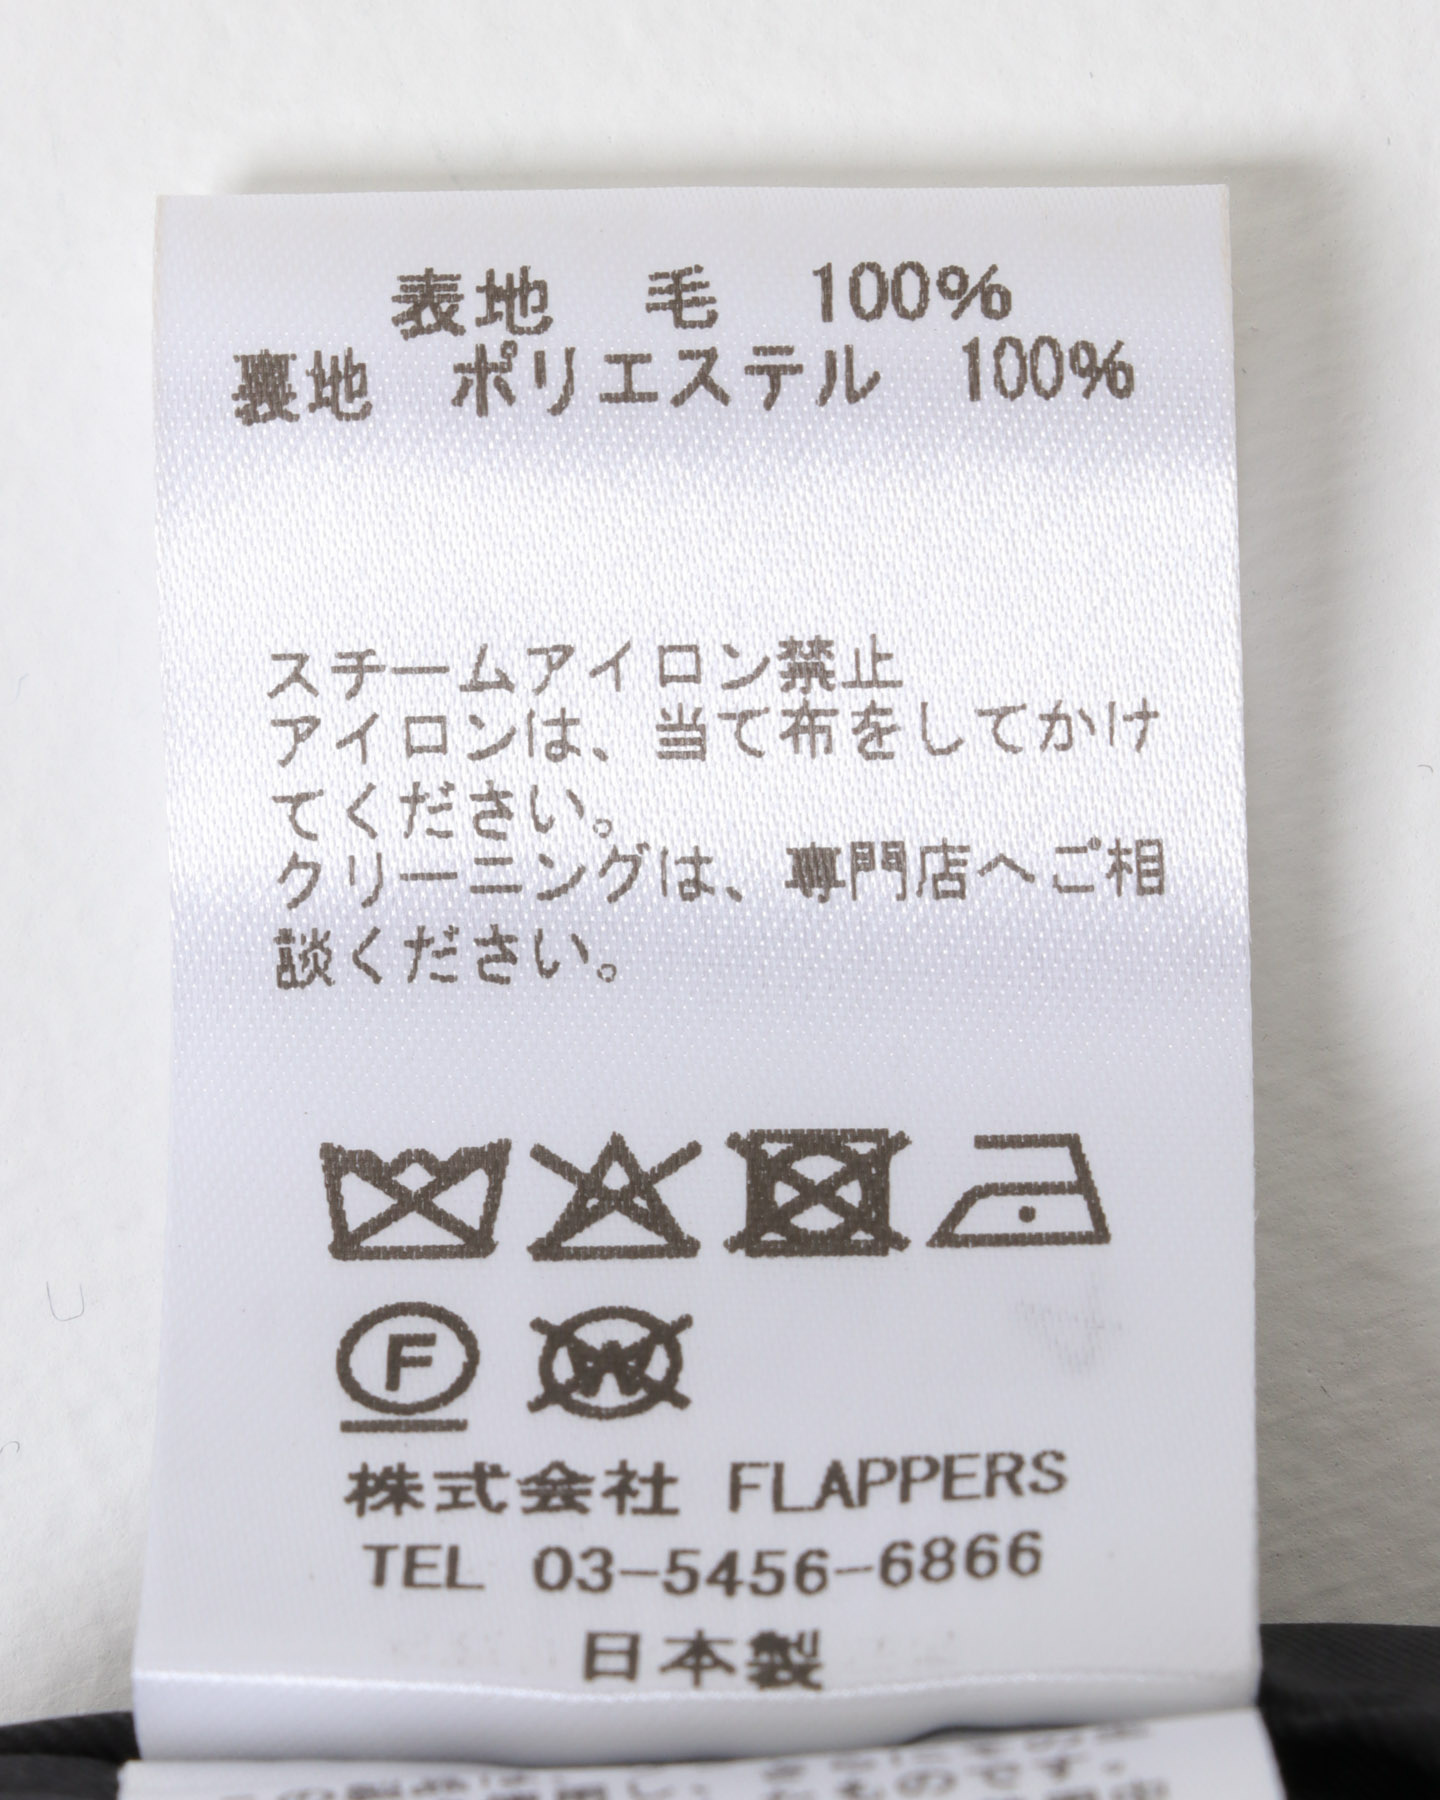 表地　毛　100%
裏地　ポリエステル　100%
スチームアイロン禁止
アイロンは、当て布をしてかけ
てください。
クリーニングは、専門店へご相
談ください。
F W
株式会社 FLAPPERS
TEL 03-5456-6866
日本製